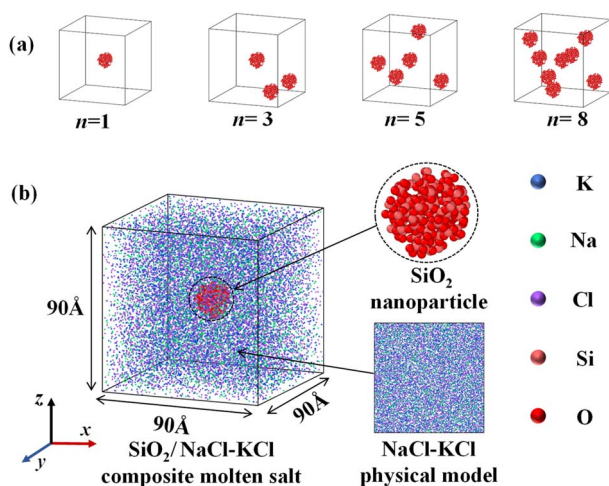 (a)
n=1
n= 3
n= 5
n= 8
(b)
90Å
90Å
90Å
z
x
y
SiO₂/NaCl-KCl
composite molten salt
SiO₂
nanoparticle
NaCl-KCl
physical model
K
Na
Cl
Si
O